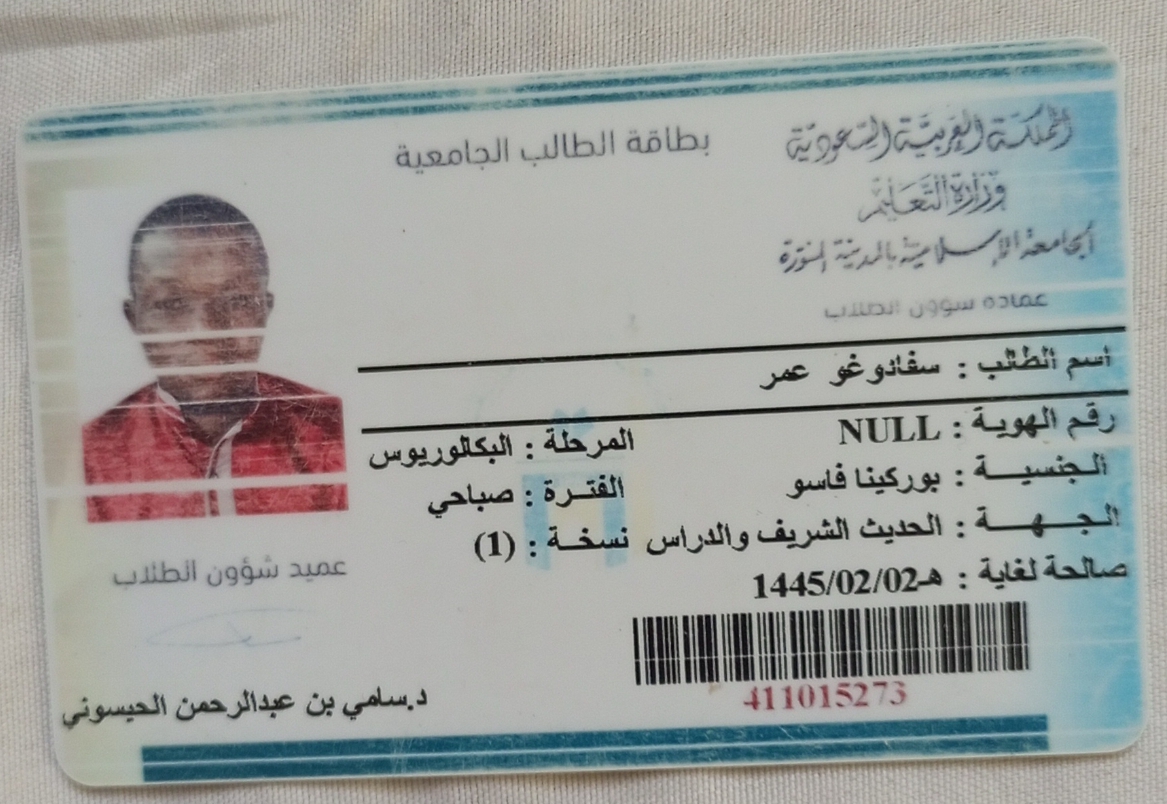 المملكة العربية السعودية
وزارة التعليم
الجامعة الإسلامية بالمدينة المنورة
عمادة سؤون الطلاب
بطاقة الطالب الجامعية
اسم الطالب : سفادوغو عمر
رقم الهوية : NULL
المرحلة : البكالوريوس
الجنسية : بوركينا فاسو
الفترة : صباحي
الجهة : الحديث الشريف والدراس
نسخة : (1)
صالحة لغاية : 1445/02/02هـ
411015273
عميد شؤون الطلاب
د.سامي بن عبدالرحمن الحيسوني